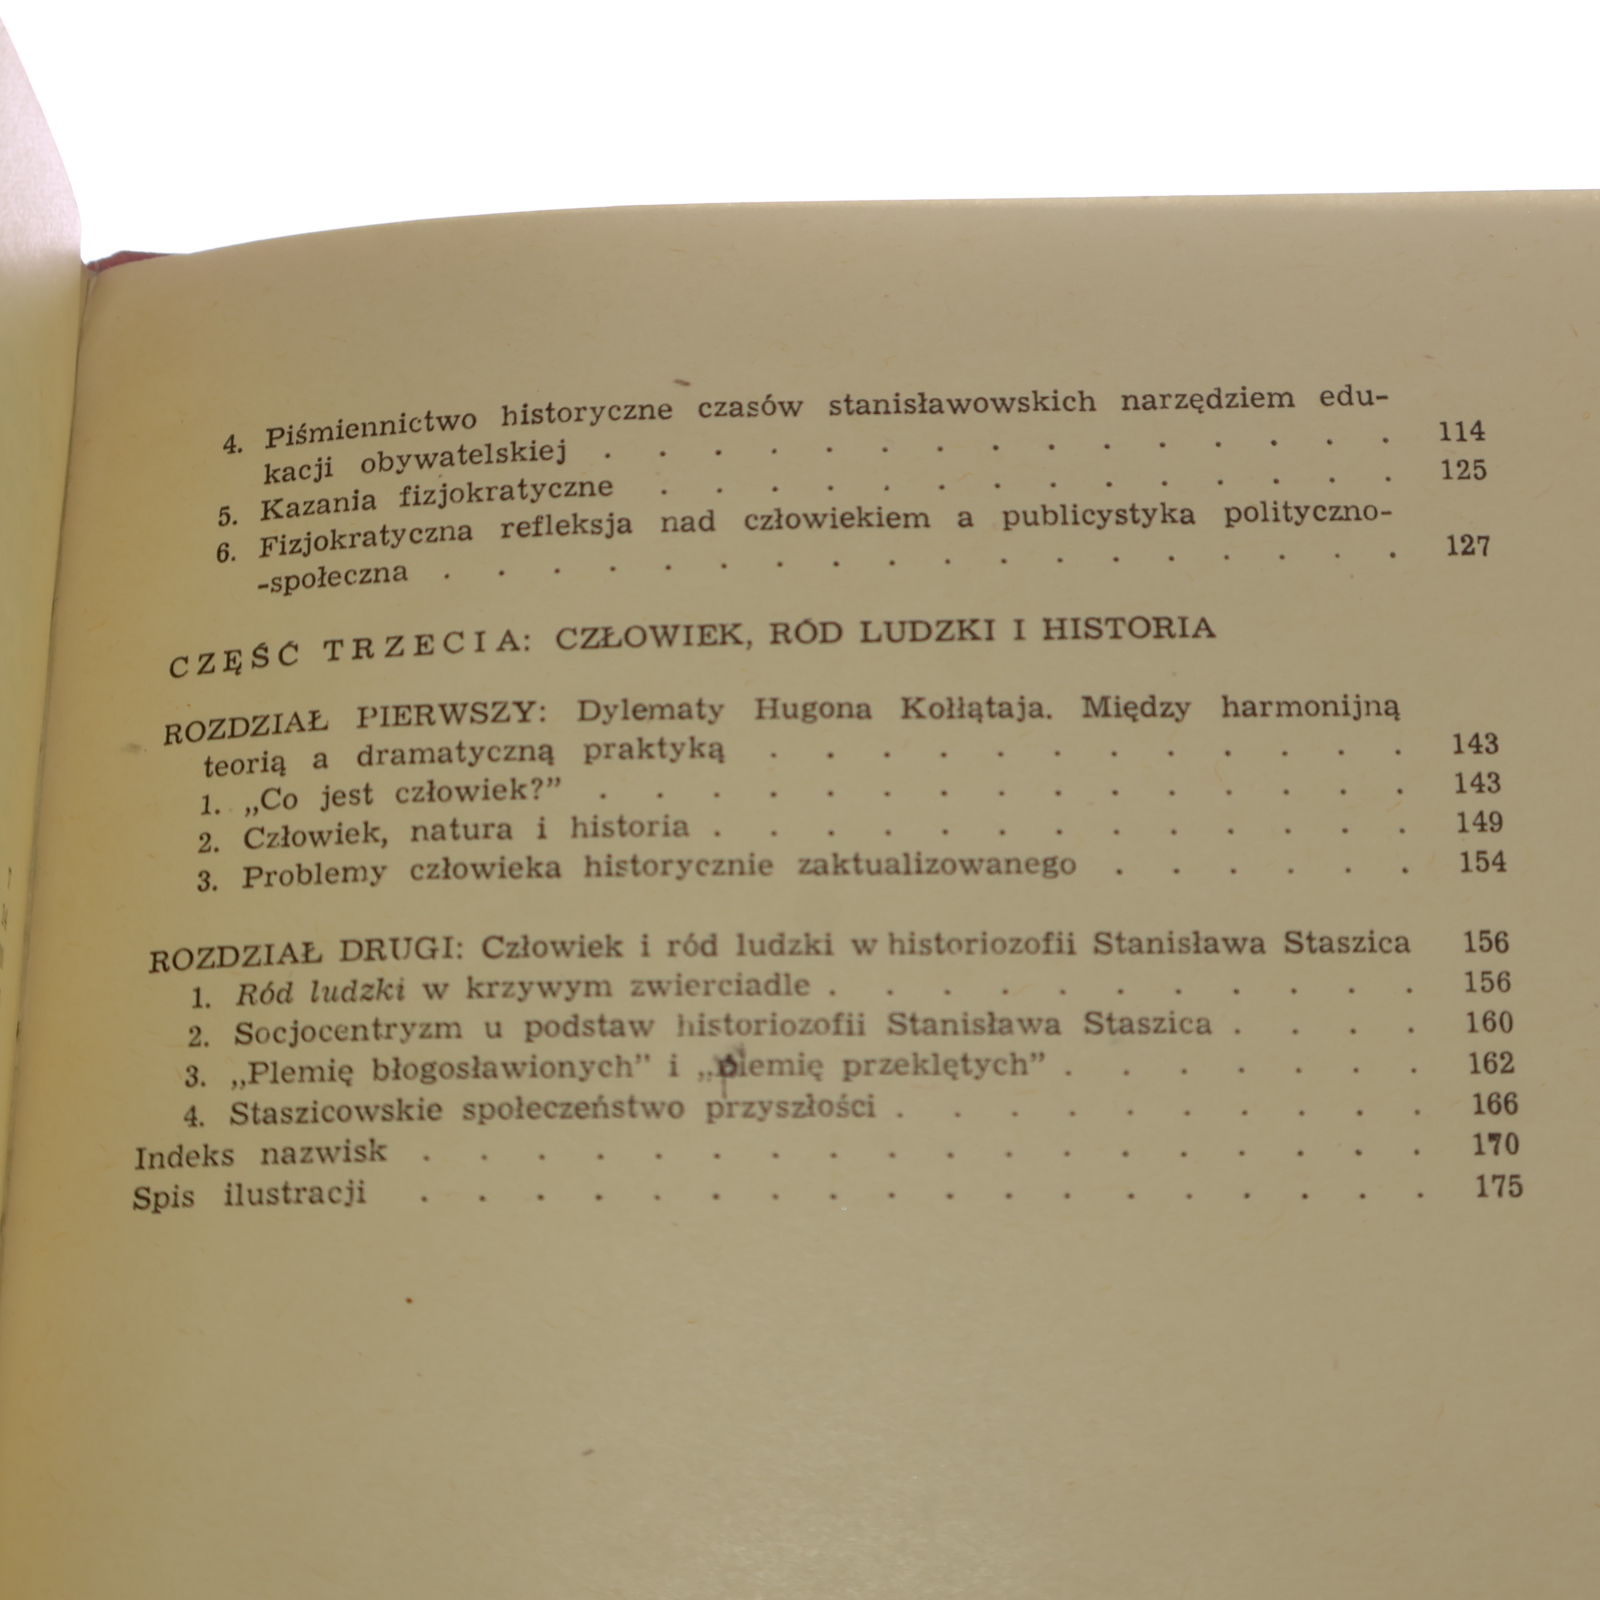 4. Piśmiennictwo historyczne czasów stanisławowskich narzędziem edu-
kacji obywatelskiej . . . . . . . . . . . . . . . 114
5. Kazania fizjokratyczne . . . . . . . . . . . . . . 125
6. Fizjokratyczna refleksja nad człowiekiem a publicystyka polityczno-
-społeczna . . . . . . . . . . . . . . . . . . 127
CZĘŚĆ TRZECIA: CZŁOWIEK, RÓD LUDZKI I HISTORIA
ROZDZIAŁ PIERWSZY: Dylematy Hugona Kołłątaja. Między harmonijną
teorią a dramatyczną praktyką . . . . . . . . . . . . 143
1. „Co jest człowiek?” . . . . . . . . . . . . . . . 143
2. Człowiek, natura i historia . . . . . . . . . . . . . 149
3. Problemy człowieka historycznie zaktualizowanego . . . . . . 154
ROZDZIAŁ DRUGI: Człowiek i ród ludzki w historiozofii Stanisława Staszica 156
1. Ród ludzki w krzywym zwierciadle . . . . . . . . . . . 156
2. Socjocentryzm u podstaw historiozofii Stanisława Staszica . . . . 160
3. „Plemię błogosławionych” i „plemię przeklętych” . . . . . . . 162
4. Staszicowskie społeczeństwo przyszłości . . . . . . . . . . 166
Indeks nazwisk . . . . . . . . . . . . . . . . . . 170
Spis ilustracji . . . . . . . . . . . . . . . . . . 175